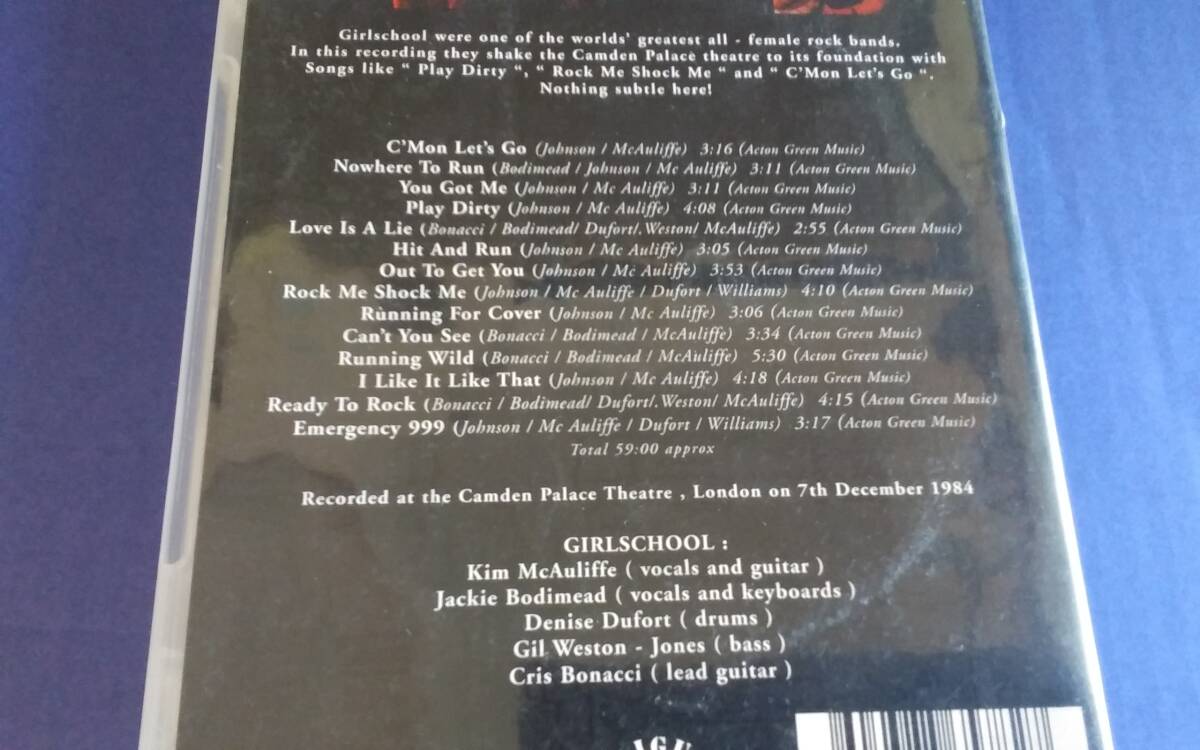 Girlschool were one of the worlds' greatest all - female rock bands.
In this recording they shake the Camden Palace theatre to its foundation with
Songs like “ Play Dirty “, “ Rock Me Shock Me “ and “ C'Mon Let's Go “.
Nothing subtle here!
C'Mon Let's Go (Johnson / McAuliffe) 3:16 (Acton Green Music)
Nowhere To Run (Bodimead / Johnson / Mc Auliffe) 3:11 (Acton Green Music)
You Got Me (Johnson / Mc Auliffe) 3:11 (Acton Green Music)
Play Dirty (Johnson / Mc Auliffe) 4:08 (Acton Green Music)
Love Is A Lie (Bonacci / Bodimead/ Dufort/. Weston/ McAuliffe) 2:55 (Acton Green Music)
Hit And Run (Johnson / Mc Auliffe) 3:05 (Acton Green Music)
Out To Get You (Johnson / Mc Auliffe) 3:53 (Acton Green Music)
Rock Me Shock Me (Johnson / Mc Auliffe / Dufort / Williams) 4:10 (Acton Green Music)
Running For Cover (Johnson / Mc Auliffe) 3:06 (Acton Green Music)
Can't You See (Bonacci / Bodimead / McAuliffe) 3:34 (Acton Green Music)
Running Wild (Bonacci / Bodimead / McAuliffe) 5:30 (Acton Green Music)
I Like It Like That (Johnson / Mc Auliffe) 4:18 (Acton Green Music)
Ready To Rock (Bonacci / Bodimead/ Dufort/. Weston/ McAuliffe) 4:15 (Acton Green Music)
Emergency 999 (Johnson / Mc Auliffe / Dufort / Williams) 3:17 (Acton Green Music)
Total 59:00 approx
Recorded at the Camden Palace Theatre , London on 7th December 1984
GIRLSCHOOL :
Kim McAuliffe ( vocals and guitar )
Jackie Bodimead ( vocals and keyboards )
Denise Dufort ( drums )
Gil Weston - Jones ( bass )
Cris Bonacci ( lead guitar )